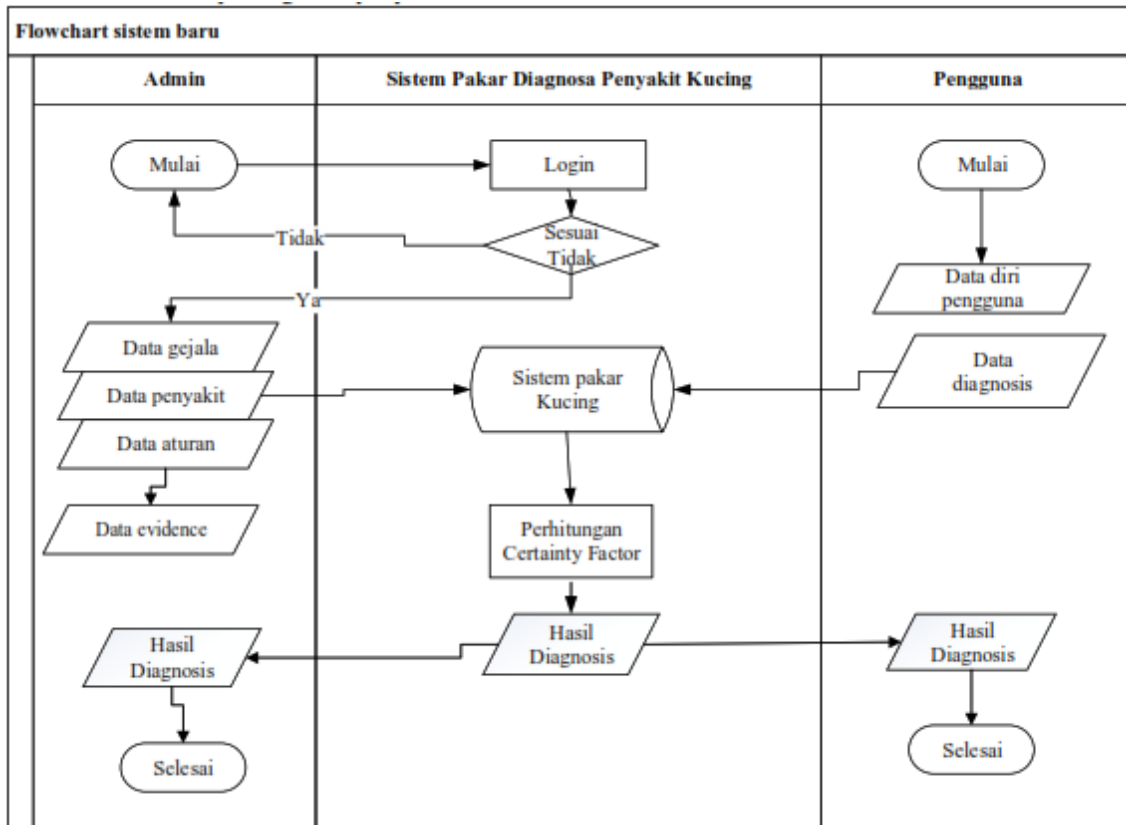 Flowchart sistem baru
Admin
Sistem Pakar Diagnosa Penyakit Kucing
Pengguna
Mulai
Login
Mulai
Sesuai
Tidak
Tidak
Ya
Data diri
pengguna
Data gejala
Data penyakit
Data aturan
Data evidence
Sistem pakar
Kucing
Data
diagnosis
Perhitungan
Certainty Factor
Hasil
Diagnosis
Hasil
Diagnosis
Hasil
Diagnosis
Selesai
Selesai